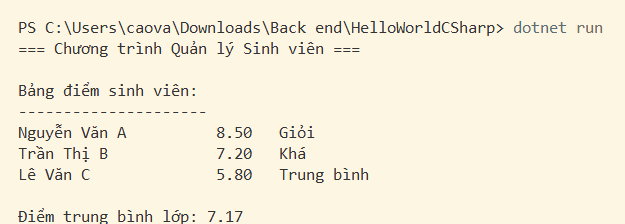 PS C:\Users\caova\Downloads\Back end\HelloWorldCSharp> dotnet run
=== Chương trình Quản lý Sinh viên ===
Bảng điểm sinh viên:
---------------------
Nguyễn Văn A          8.50   Giỏi
Trần Thị B            7.20   Khá
Lê Văn C              5.80   Trung bình
Điểm trung bình lớp: 7.17